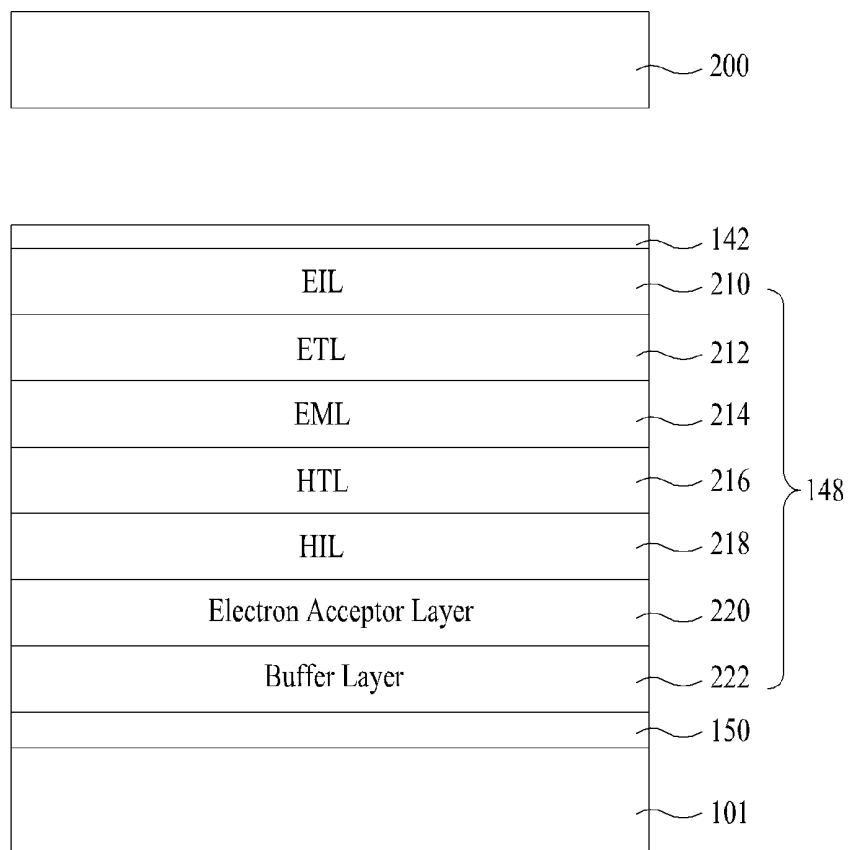 200
142
EIL 210
ETL 212
EML 214
HTL 216
148
HIL 218
Electron Acceptor Layer 220
Buffer Layer 222
150
101